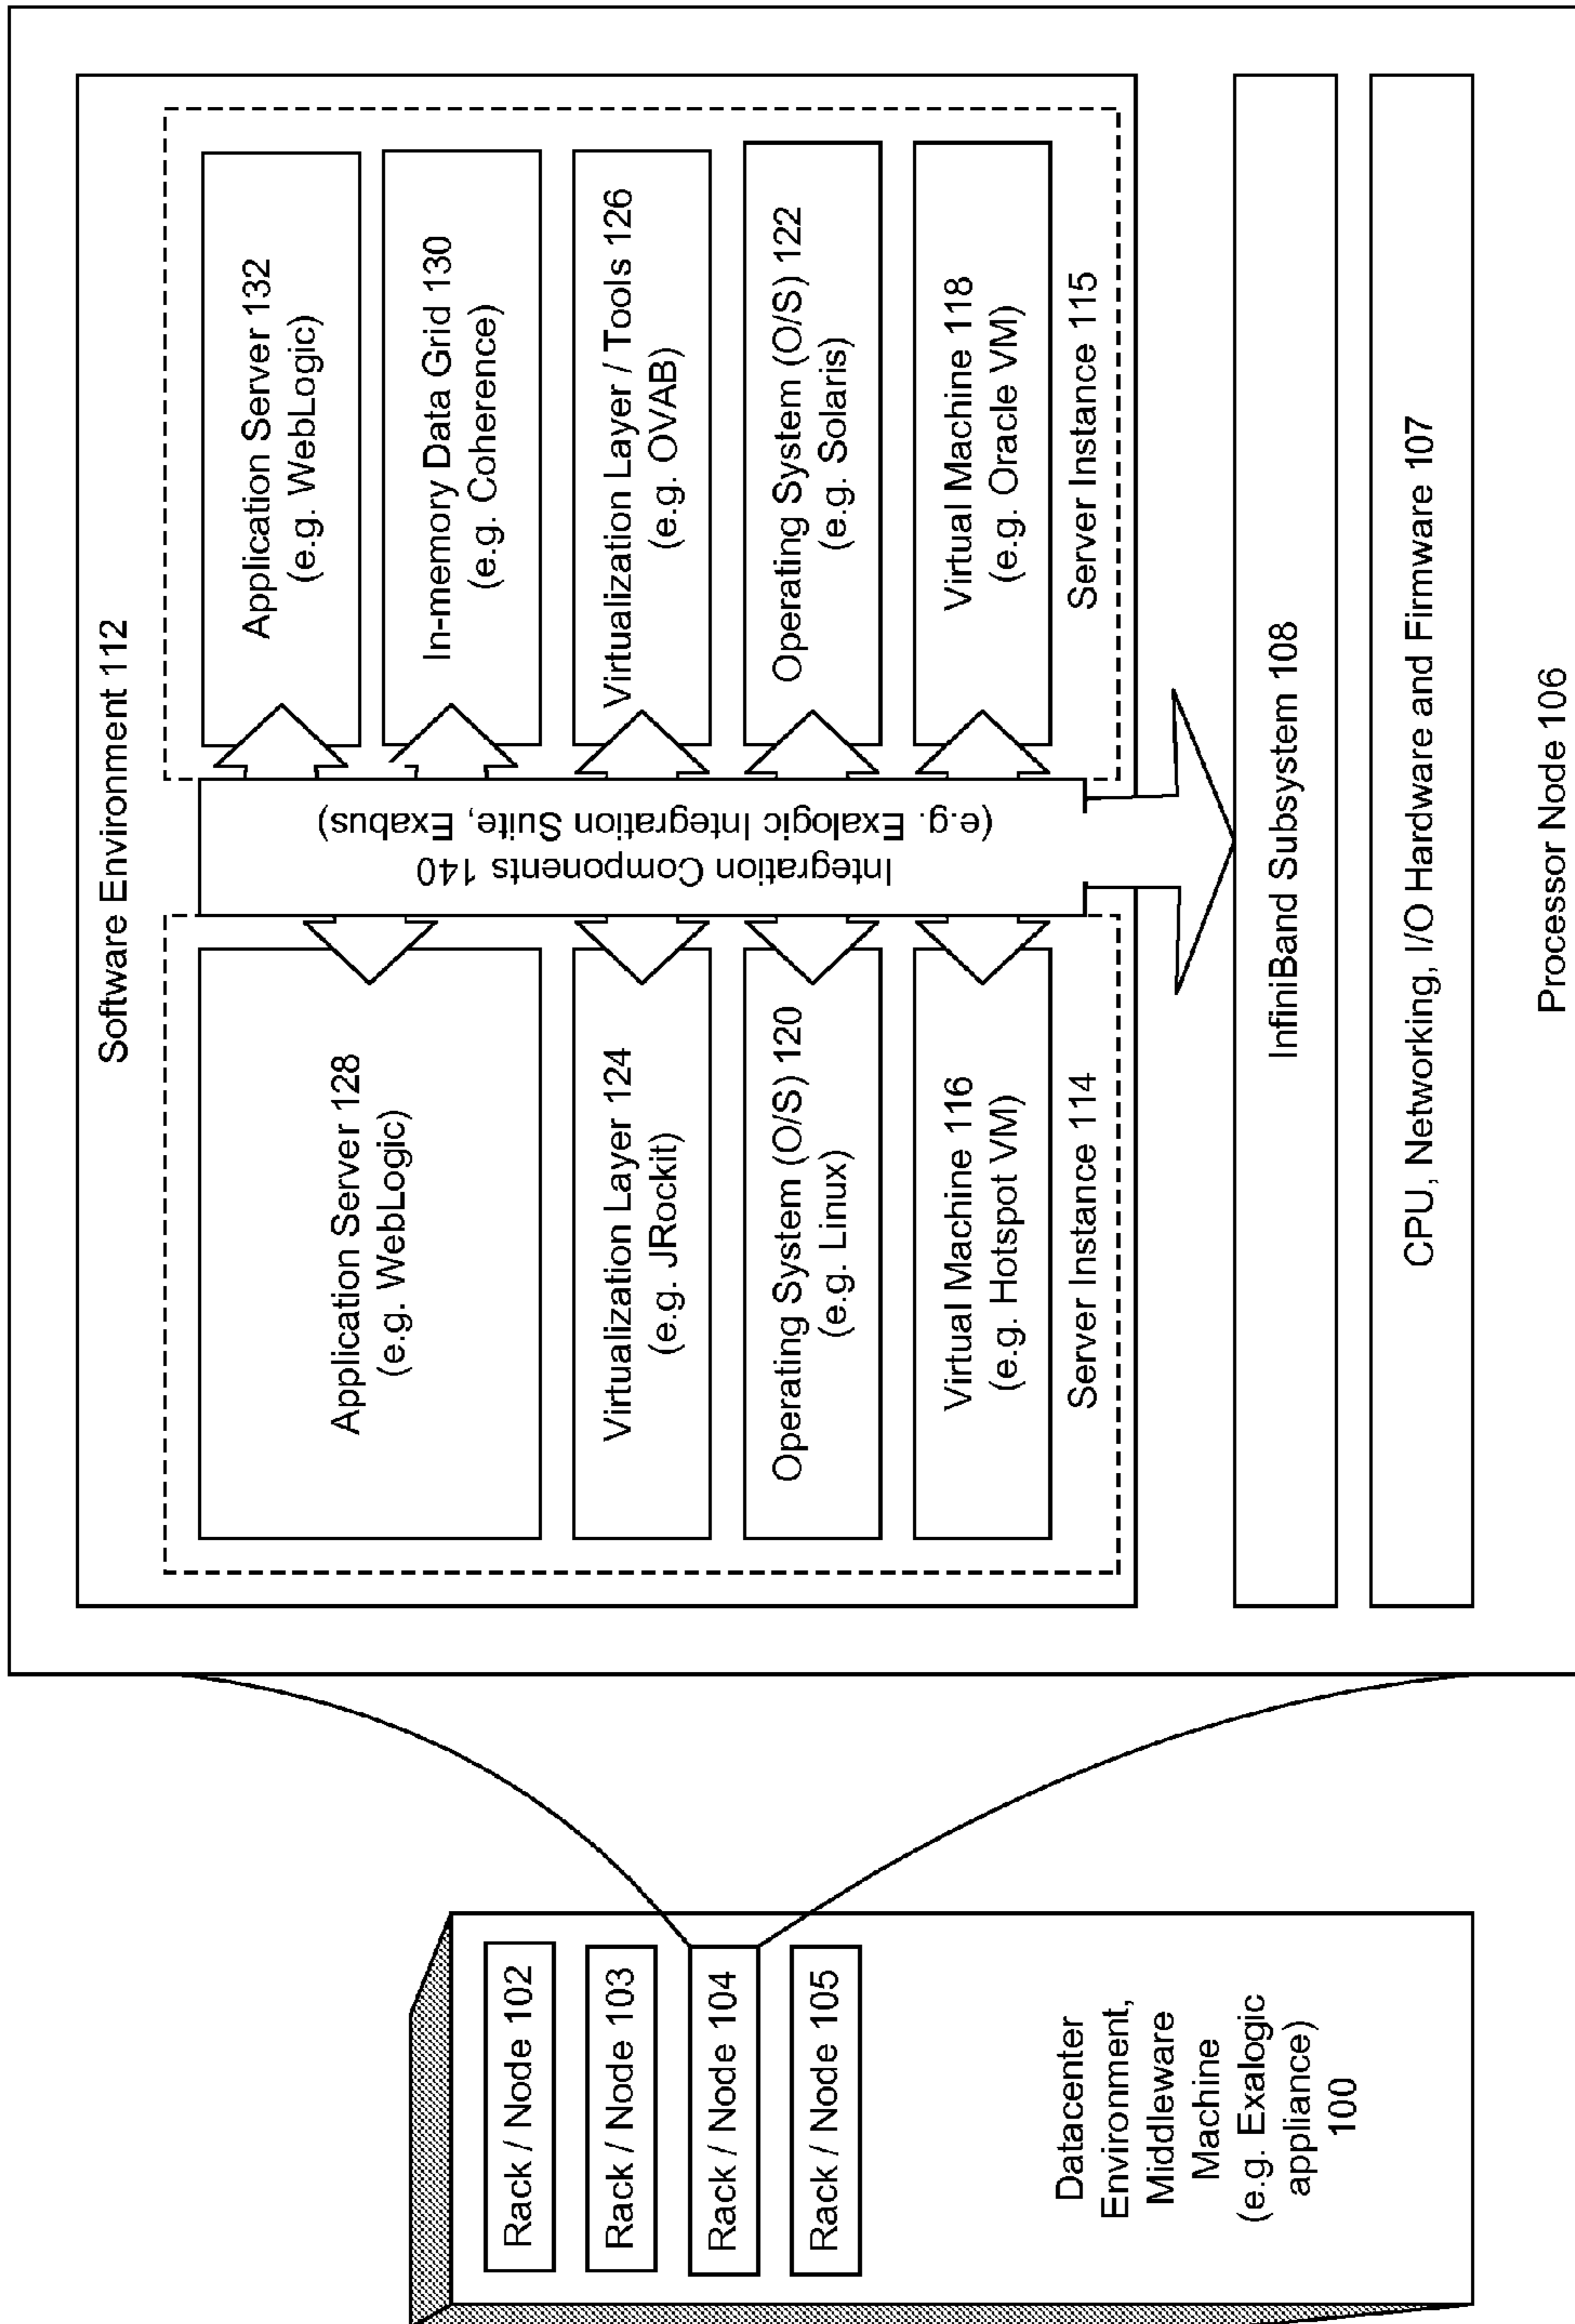 Rack / Node 102
Rack / Node 103
Rack / Node 104
Rack / Node 105
Datacenter
Environment,
Middleware
Machine
(e.g. Exalogic
appliance)
100
Software Environment 112
Application Server 128
(e.g. WebLogic)
Virtualization Layer 124
(e.g. JRockit)
Operating System (O/S) 120
(e.g. Linux)
Virtual Machine 116
(e.g. Hotspot VM)
Server Instance 114
Integration Components 140
(e.g. Exalogic Integration Suite, Exabus)
Application Server 132
(e.g. WebLogic)
In-memory Data Grid 130
(e.g. Coherence)
Virtualization Layer / Tools 126
(e.g. OVAB)
Operating System (O/S) 122
(e.g. Solaris)
Virtual Machine 118
(e.g. Oracle VM)
Server Instance 115
InfiniBand Subsystem 108
CPU, Networking, I/O Hardware and Firmware 107
Processor Node 106